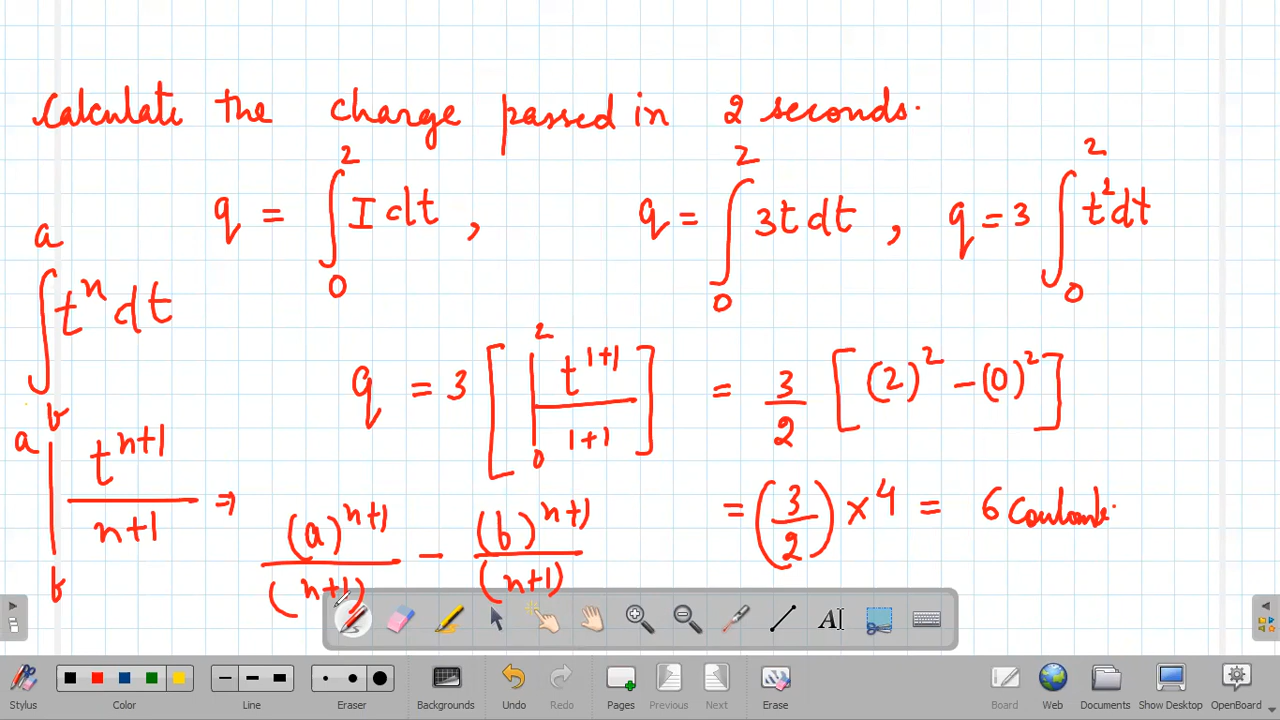 Calculate the charge passed in 2 seconds.
q = ∫₀² I dt , q = ∫₀² 3t dt , q = 3 ∫₀² t² dt
a
∫ tⁿ dt
b
q = 3 [ |₀² t^(1+1) / 1+1 ] = 3/2 [ (2)² - (0)² ]
a | t^(n+1) / n+1 ⇒
b
(a)^(n+1) / (n+1) - (b)^(n+1) / (n+1)
= (3/2) × 4 = 6 Coulomb.
Stylus
Color
Line
Eraser
Backgrounds
Undo
Redo
Pages
Previous
Next
Erase
Board
Web
Documents
Show Desktop
OpenBoard